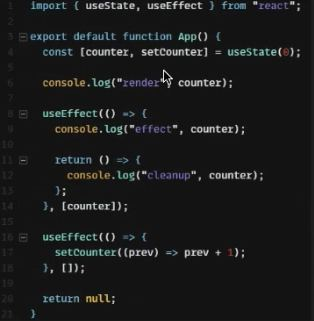 1 import { useState, useEffect } from "react";
2
3 export default function App() {
4 const [counter, setCounter] = useState(0);
5
6 console.log("render", counter);
7
8 useEffect(() => {
9 console.log("effect", counter);
10
11 return () => {
12 console.log("cleanup", counter);
13 };
14 }, [counter]);
15
16 useEffect(() => {
17 setCounter((prev) => prev + 1);
18 }, []);
19
20 return null;
21 }